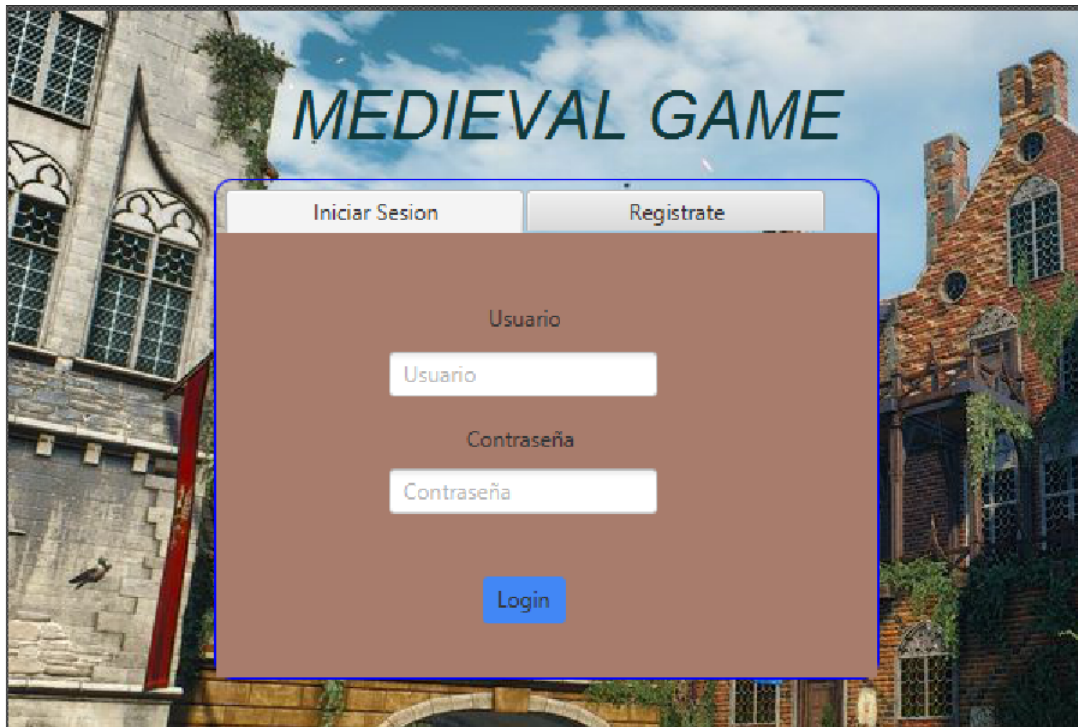 MEDIEVAL GAME
Iniciar Sesion
Registrate
Usuario
Usuario
Contraseña
Contraseña
Login